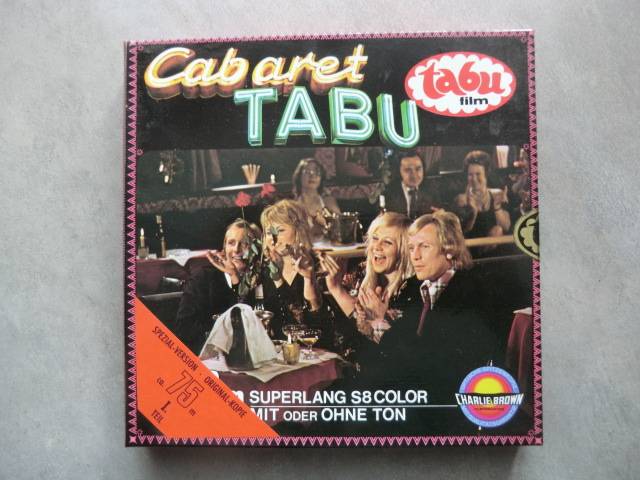 Cabaret
TABU
tabu
film
SPEZIAL-VERSION ORIGINAL-KOPIE
ca. 75 m
I.
TEIL
m SUPERLANG S8 COLOR
MIT ODER OHNE TON
CHARLIE BROWN